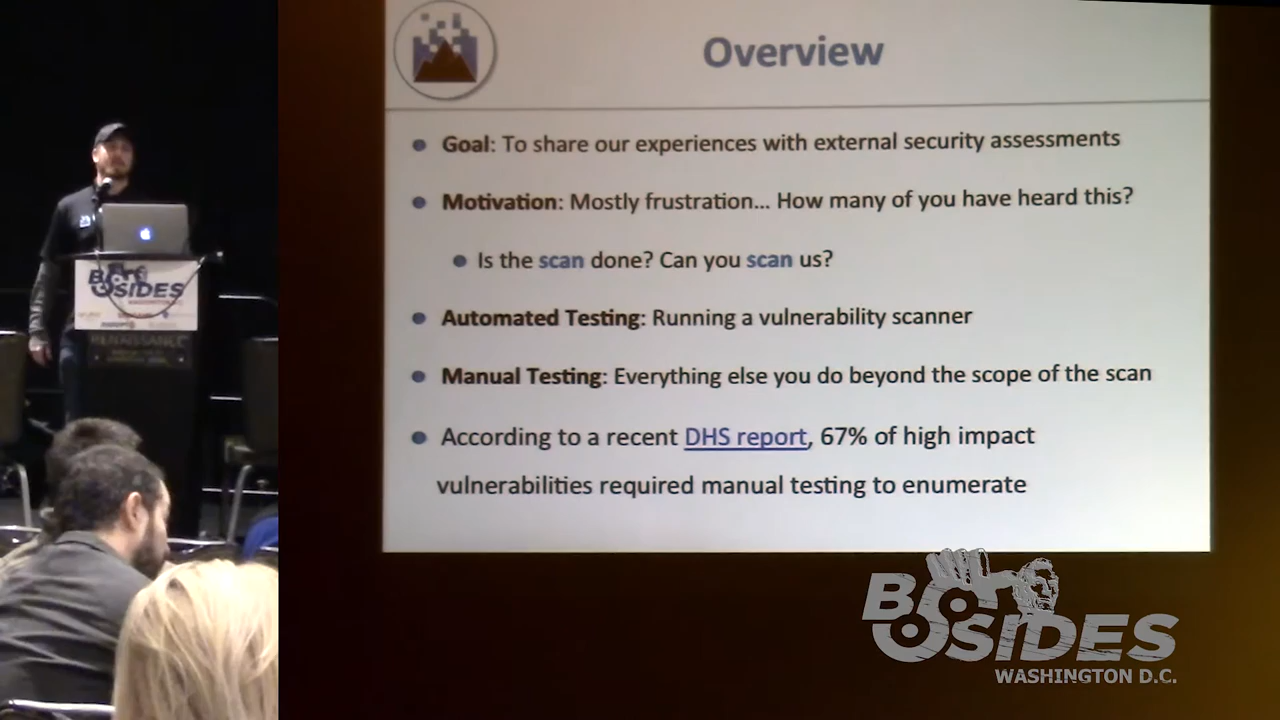 Overview
Goal: To share our experiences with external security assessments
Motivation: Mostly frustration... How many of you have heard this?
Is the scan done? Can you scan us?
Automated Testing: Running a vulnerability scanner
Manual Testing: Everything else you do beyond the scope of the scan
According to a recent DHS report, 67% of high impact
vulnerabilities required manual testing to enumerate
BSIDES
WASHINGTON D.C.
RENAISSANCE
BSIDES
WASHINGTON D.C.